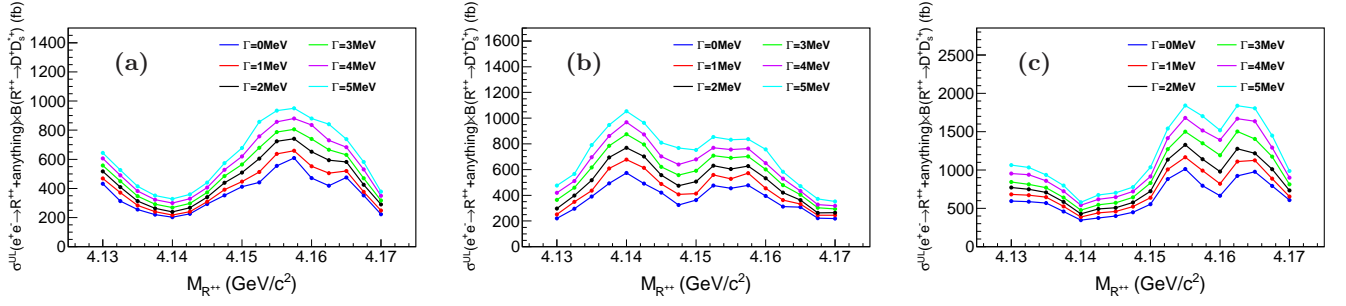 σ^UL(e⁺e⁻→R⁺⁺+anything)×B(R⁺⁺→D⁺D_s*⁺) (fb)
1400
1200
1000
800
600
400
200
0
(a)
Γ=0MeV Γ=3MeV
Γ=1MeV Γ=4MeV
Γ=2MeV Γ=5MeV
4.13 4.14 4.15 4.16 4.17
M_R⁺⁺ (GeV/c²)
σ^UL(e⁺e⁻→R⁺⁺+anything)×B(R⁺⁺→D⁺D_s*⁺) (fb)
1600
1400
1200
1000
800
600
400
200
0
(b)
Γ=0MeV Γ=3MeV
Γ=1MeV Γ=4MeV
Γ=2MeV Γ=5MeV
4.13 4.14 4.15 4.16 4.17
M_R⁺⁺ (GeV/c²)
σ^UL(e⁺e⁻→R⁺⁺+anything)×B(R⁺⁺→D⁺D_s*⁺) (fb)
2500
2000
1500
1000
500
0
(c)
Γ=0MeV Γ=3MeV
Γ=1MeV Γ=4MeV
Γ=2MeV Γ=5MeV
4.13 4.14 4.15 4.16 4.17
M_R⁺⁺ (GeV/c²)